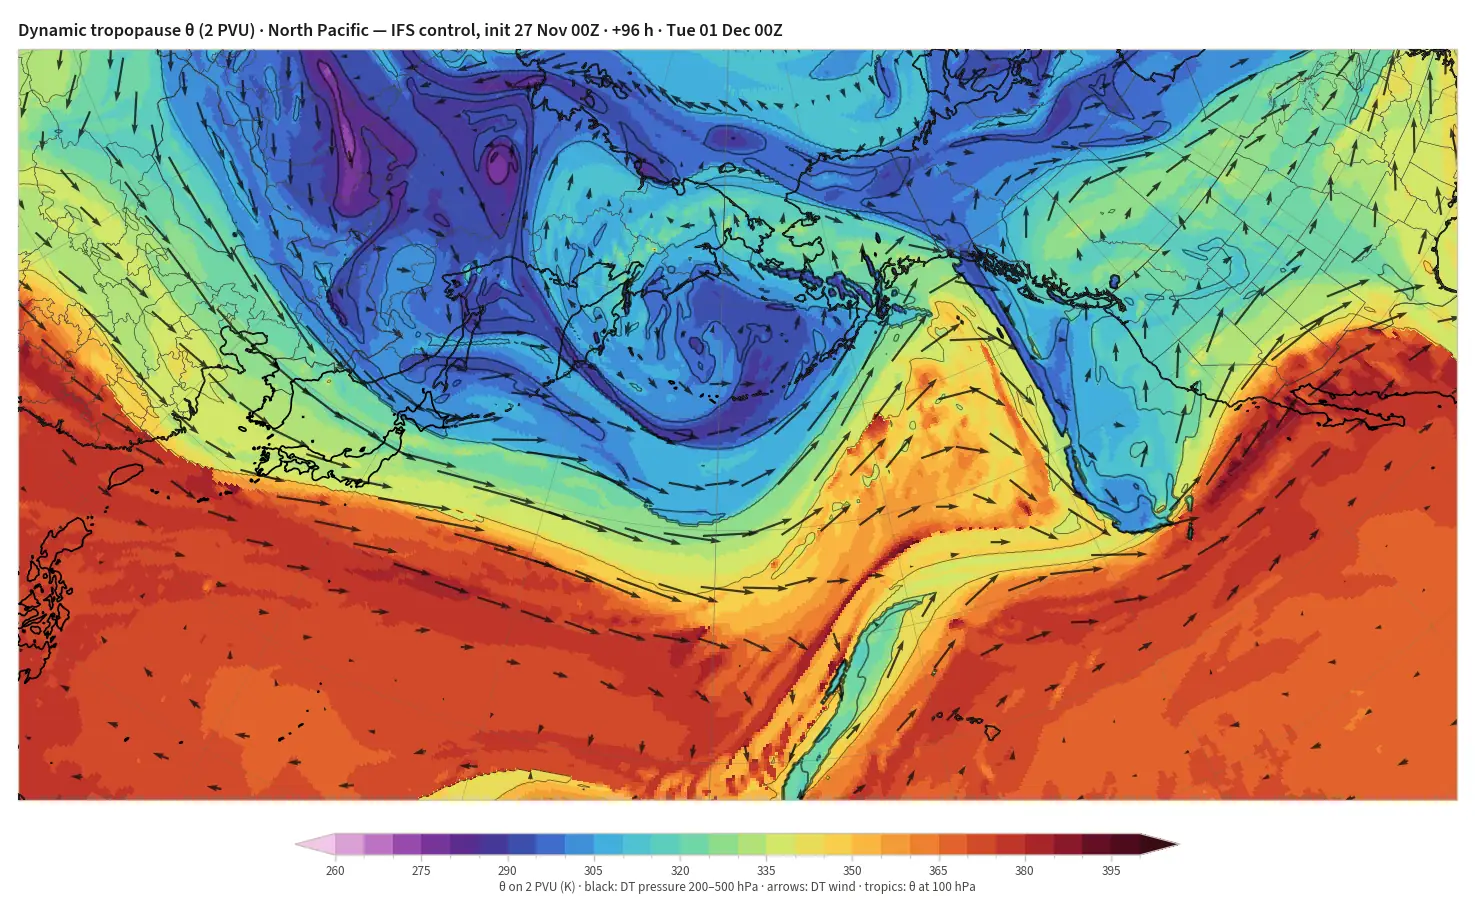 Dynamic tropopause θ (2 PVU) · North Pacific — IFS control, init 27 Nov 00Z · +96 h · Tue 01 Dec 00Z
260 275 290 305 320 335 350 365 380 395
θ on 2 PVU (K) · black: DT pressure 200–500 hPa · arrows: DT wind · tropics: θ at 100 hPa